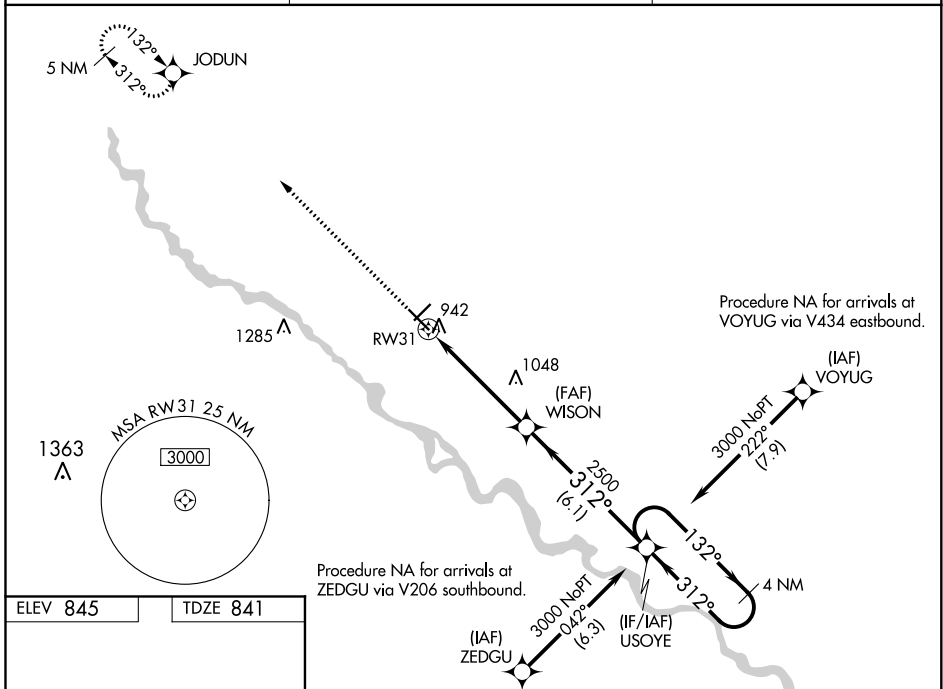 132°
JODUN
5 NM
312°
942
RW31
1285
1048
Procedure NA for arrivals at
VOYUG via V434 eastbound.
(IAF)
VOYUG
(FAF)
WISON
3000 NoPT
222°
(7.9)
MSA RW31 25 NM
3000
1363
2500
312°
(6.1)
132°
312°
4 NM
Procedure NA for arrivals at
ZEDGU via V206 southbound.
3000 NoPT
042°
(6.3)
(IF/IAF)
USOYE
(IAF)
ZEDGU
ELEV 845
TDZE 841